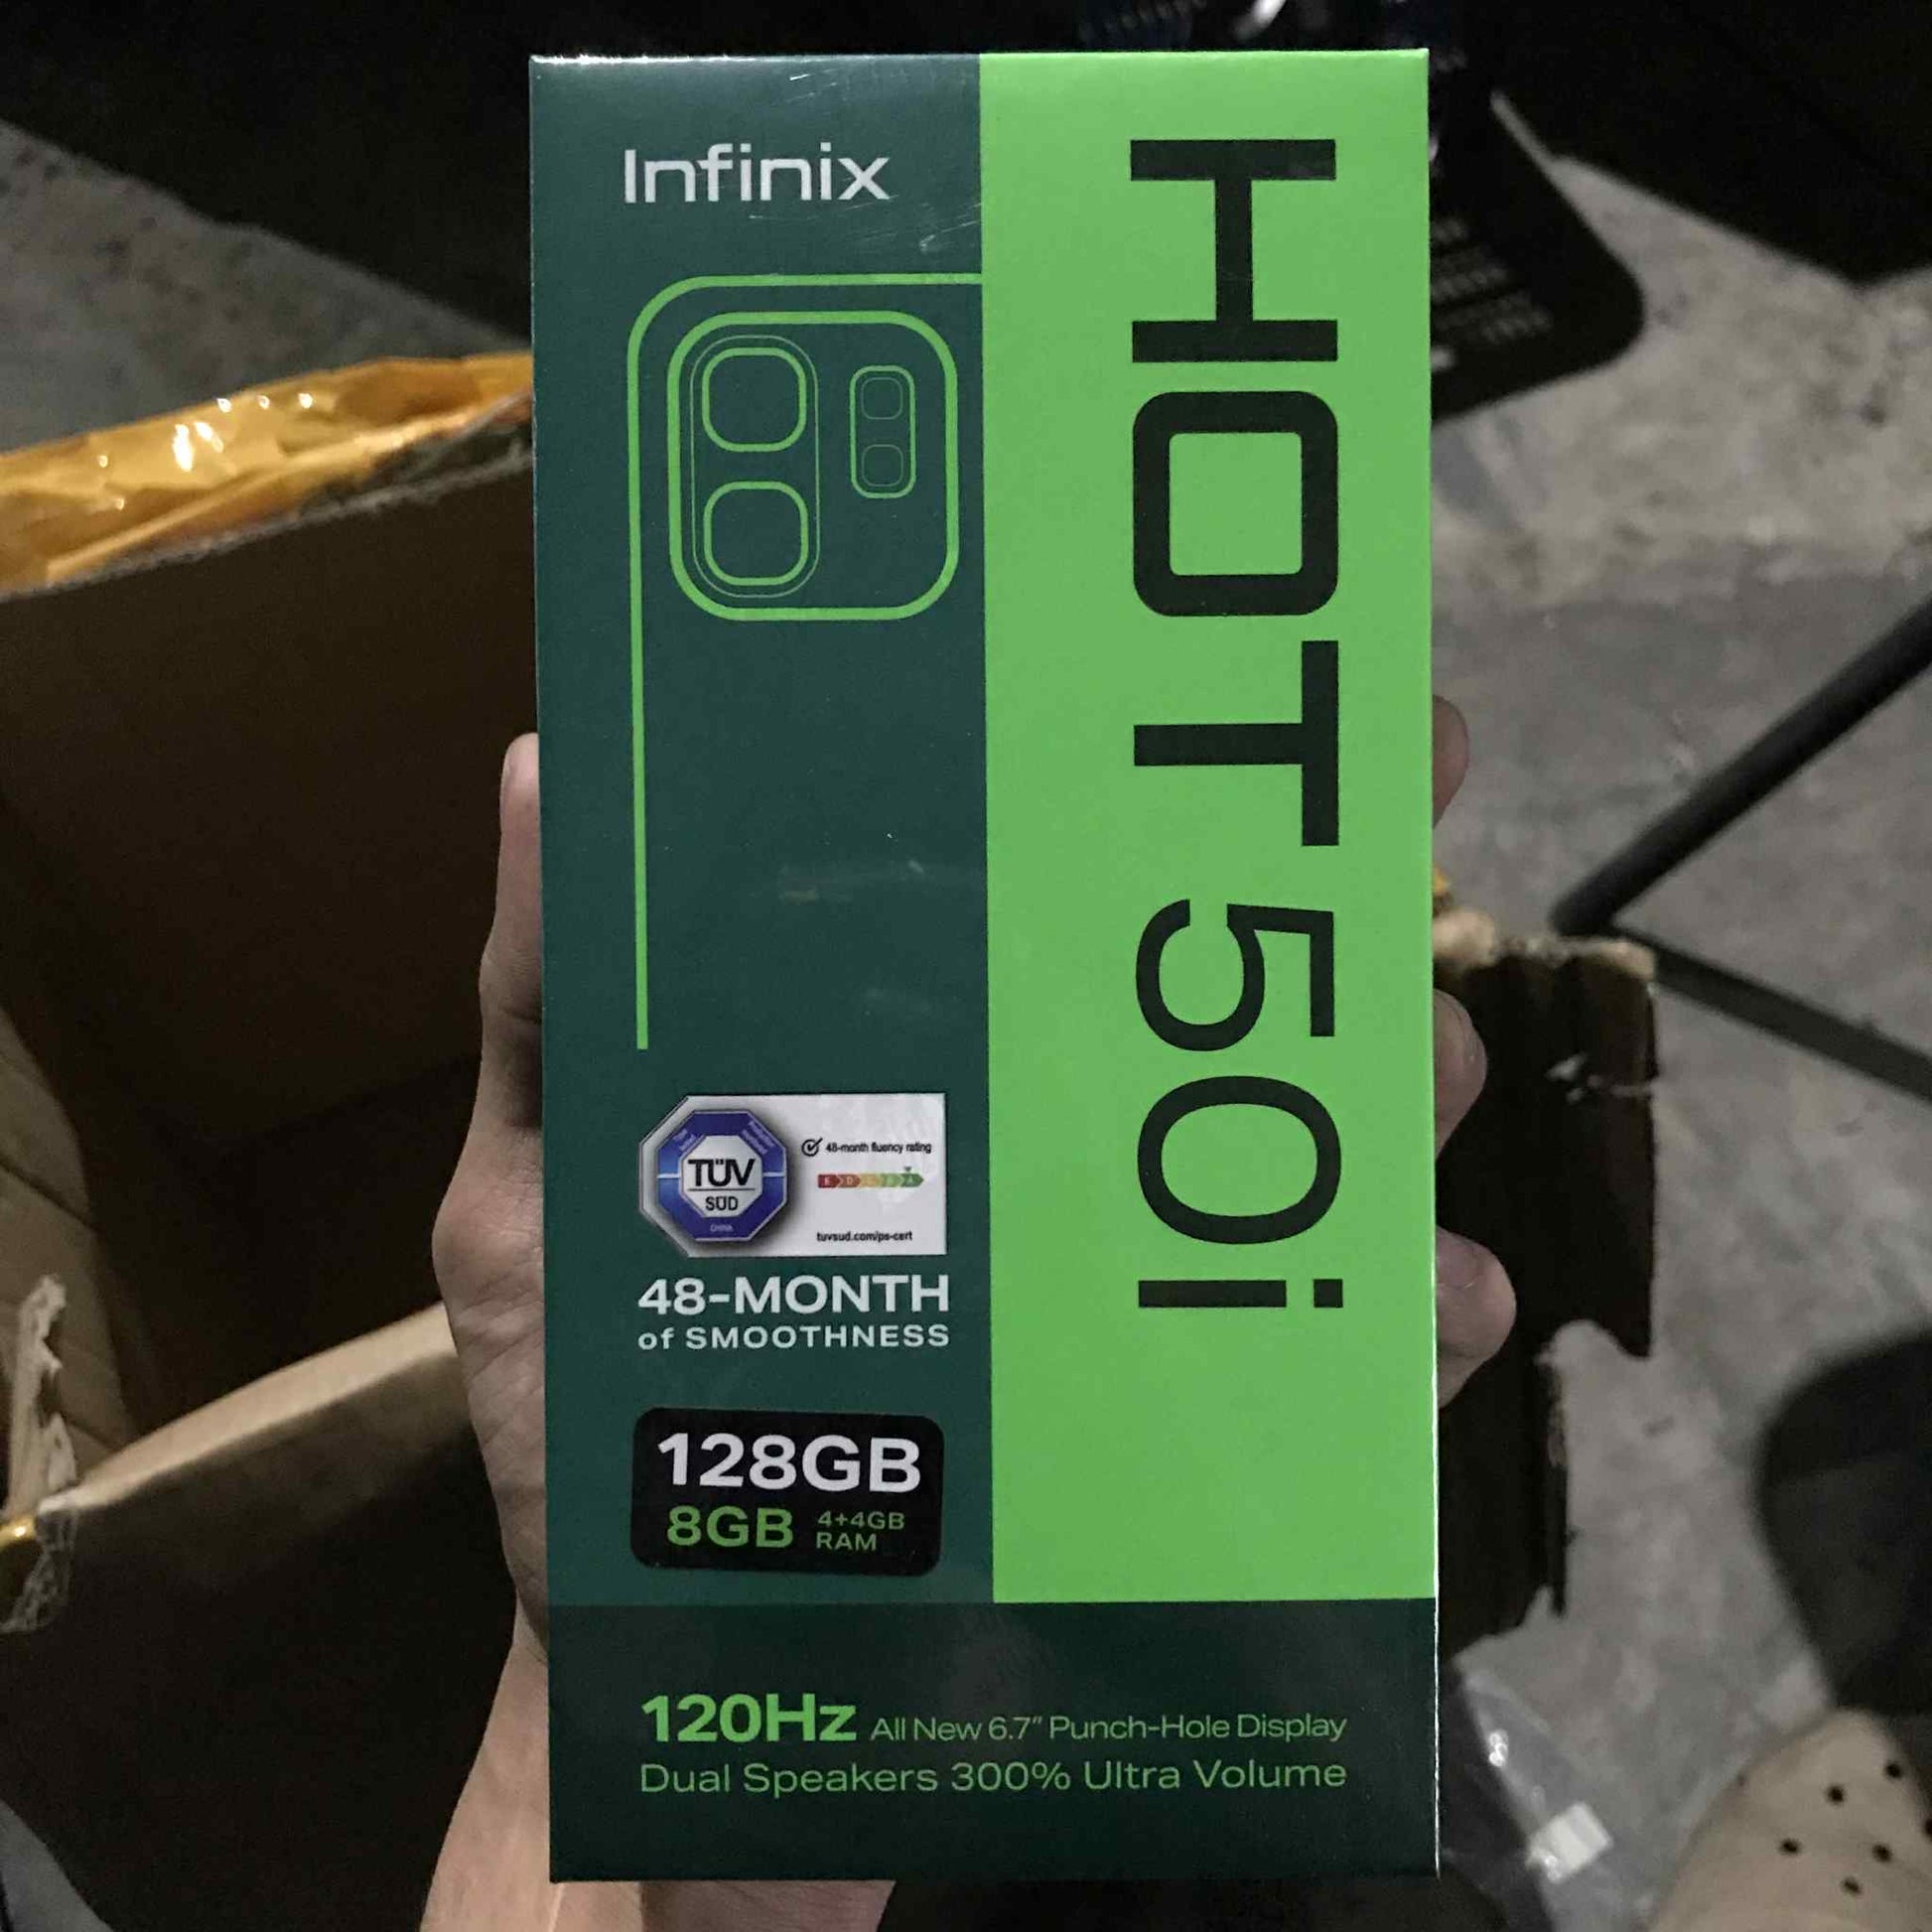 Infinix
HOT 50i
TÜV
SÜD
CHINA
48-month fluency rating
tuvsud.com/ps-cert
48-MONTH
of SMOOTHNESS
128GB
8GB 4+4GB
RAM
120Hz All New 6.7" Punch-Hole Display
Dual Speakers 300% Ultra Volume